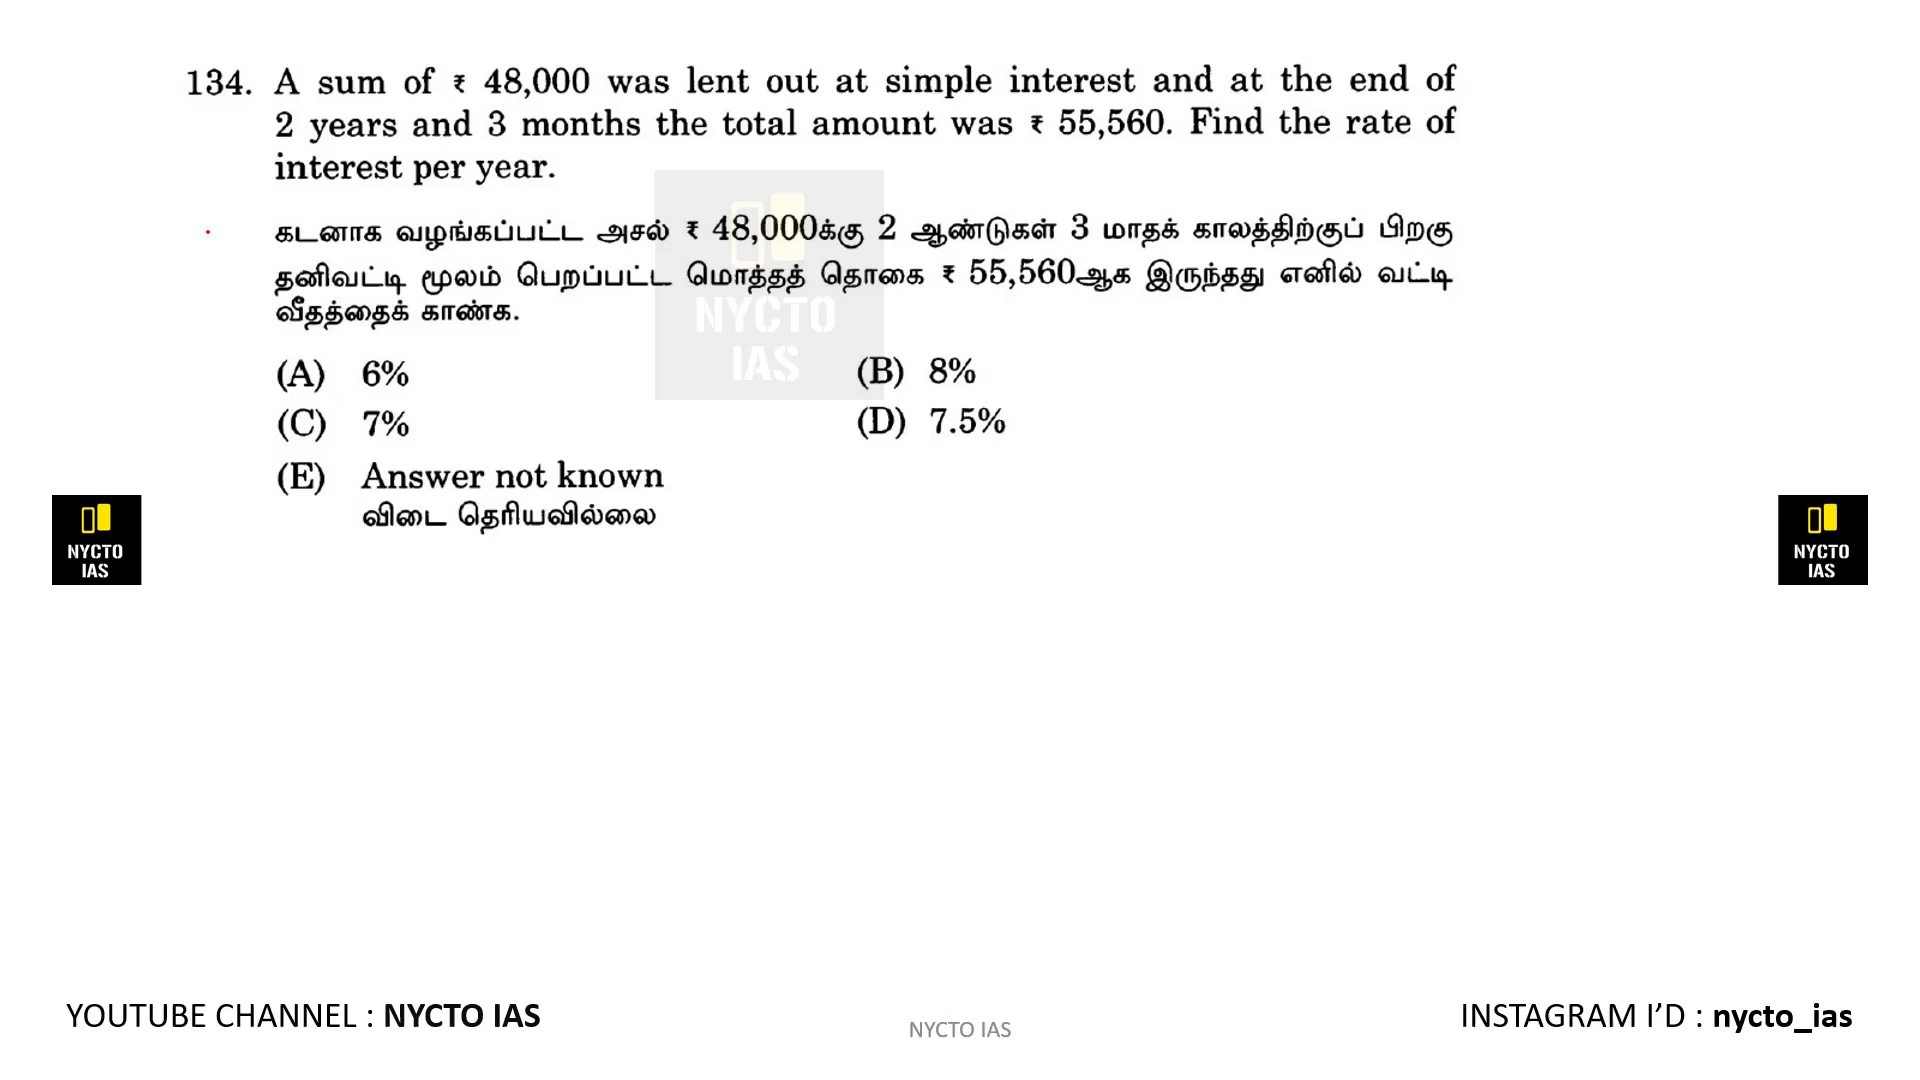 134. A sum of ₹ 48,000 was lent out at simple interest and at the end of
2 years and 3 months the total amount was ₹ 55,560. Find the rate of
interest per year.
கடனாக வழங்கப்பட்ட அசல் ₹ 48,000க்கு 2 ஆண்டுகள் 3 மாதக் காலத்திற்குப் பிறகு
தனிவட்டி மூலம் பெறப்பட்ட மொத்தத் தொகை ₹ 55,560ஆக இருந்தது எனில் வட்டி
வீதத்தைக் காண்க.
NYCTO
IAS
(A) 6%
(B) 8%
(C) 7%
(D) 7.5%
(E) Answer not known
விடை தெரியவில்லை
NYCTO
IAS
NYCTO
IAS
YOUTUBE CHANNEL : NYCTO IAS
NYCTO IAS
INSTAGRAM I’D : nycto_ias